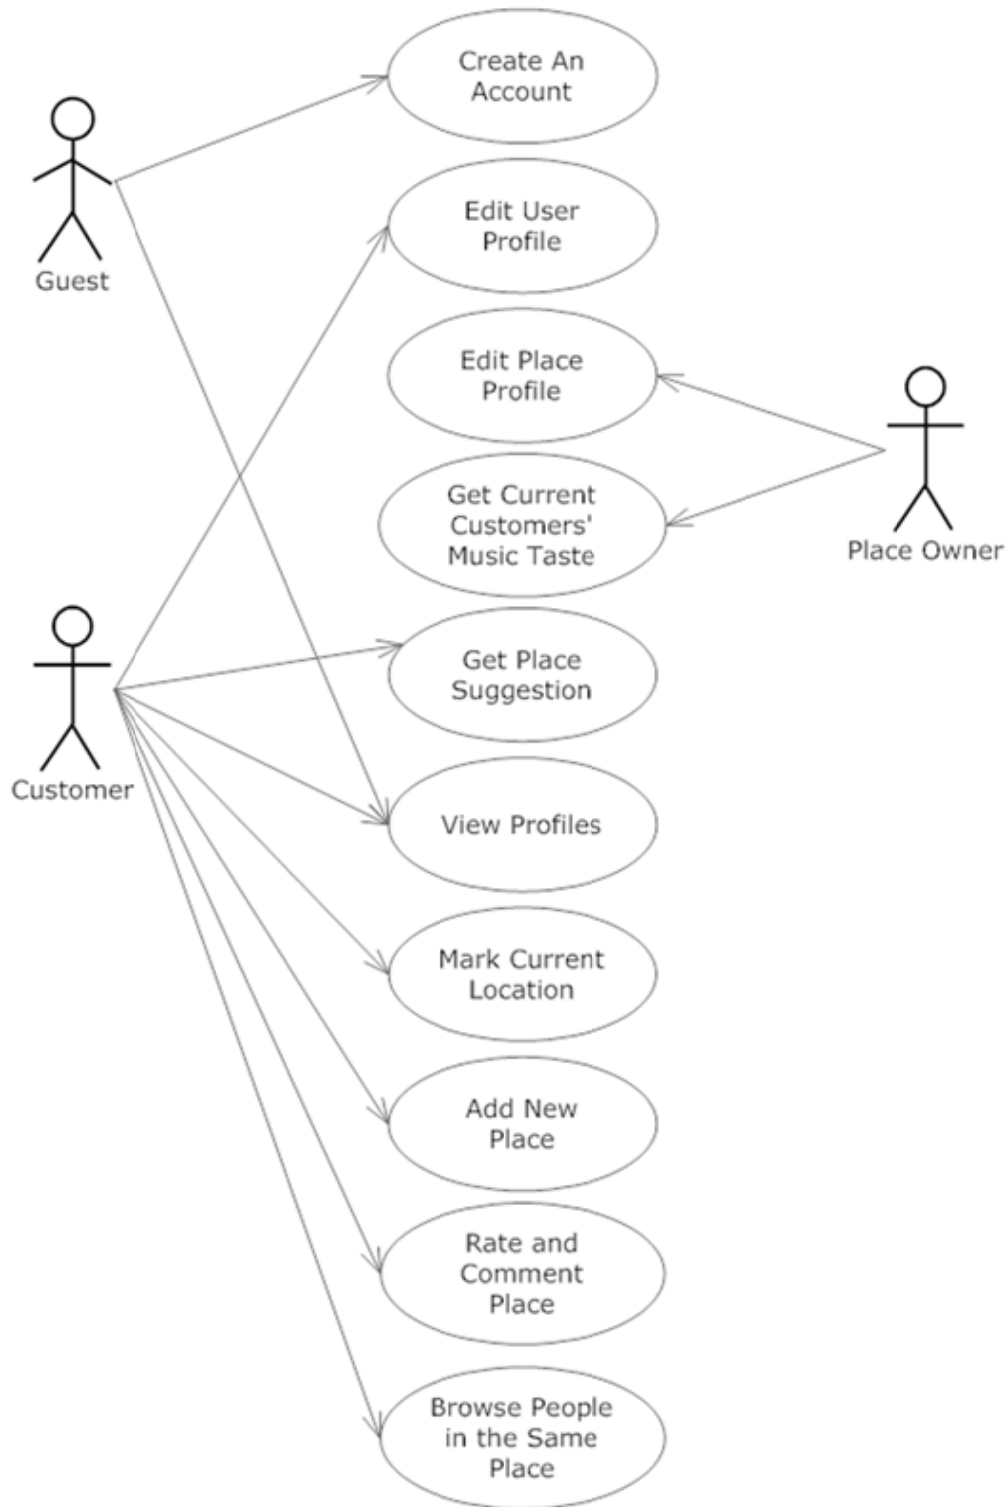 Create An
Account
Guest
Edit User
Profile
Edit Place
Profile
Get Current
Customers'
Music Taste
Place Owner
Get Place
Suggestion
Customer
View Profiles
Mark Current
Location
Add New
Place
Rate and
Comment
Place
Browse People
in the Same
Place